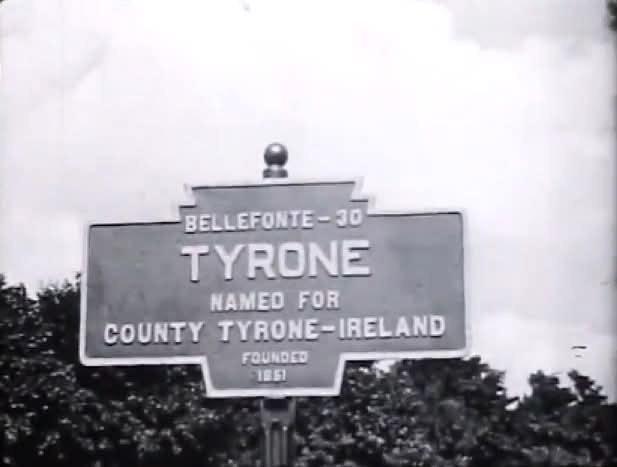 BELLEFONTE-30
TYRONE
NAMED FOR
COUNTY TYRONE-IRELAND
FOUNDED
1851